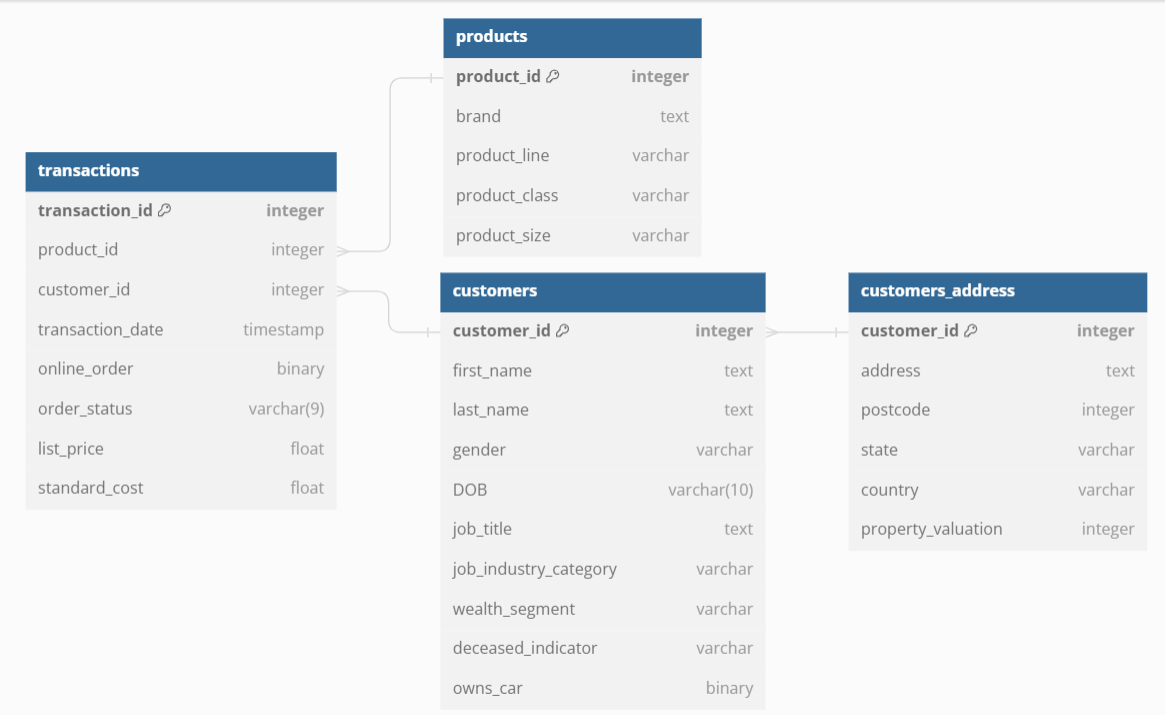 products
product_id integer
brand text
product_line varchar
product_class varchar
product_size varchar
transactions
transaction_id integer
product_id integer
customer_id integer
transaction_date timestamp
online_order binary
order_status varchar(9)
list_price float
standard_cost float
customers
customer_id integer
first_name text
last_name text
gender varchar
DOB varchar(10)
job_title text
job_industry_category varchar
wealth_segment varchar
deceased_indicator varchar
owns_car binary
customers_address
customer_id integer
address text
postcode integer
state varchar
country varchar
property_valuation integer